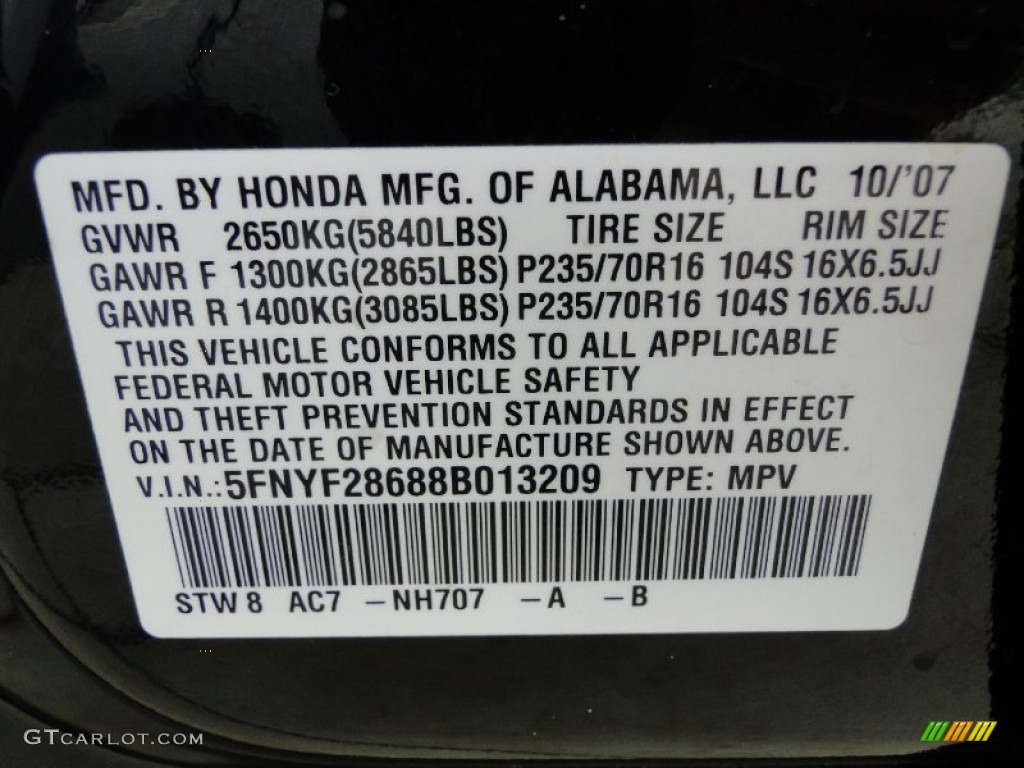 MFD. BY HONDA MFG. OF ALABAMA, LLC 10/'07
GVWR 2650KG(5840LBS) TIRE SIZE RIM SIZE
GAWR F 1300KG(2865LBS) P235/70R16 104S 16X6.5JJ
GAWR R 1400KG(3085LBS) P235/70R16 104S 16X6.5JJ
THIS VEHICLE CONFORMS TO ALL APPLICABLE
FEDERAL MOTOR VEHICLE SAFETY
AND THEFT PREVENTION STANDARDS IN EFFECT
ON THE DATE OF MANUFACTURE SHOWN ABOVE.
V.I.N.:5FNYF28688B013209 TYPE: MPV
STW 8 AC7 –NH707 –A –B
GTCARLOT.COM